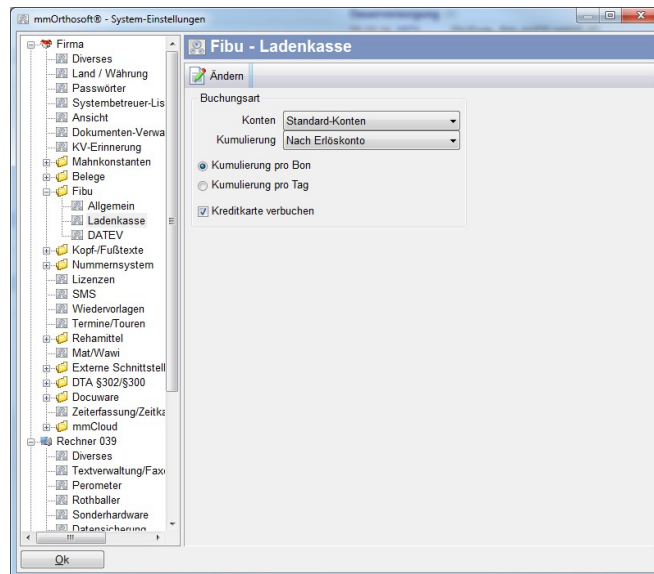 mmOrthosoft® - System-Einstellungen
Firma
Diverses
Land / Währung
Passwörter
Systembetreuer-Lis
Ansicht
Dokumenten-Verwa
KV-Erinnerung
Mahnkonstanten
Belege
Fibu
Allgemein
Ladenkasse
DATEV
Kopf-/Fußtexte
Nummernsystem
Lizenzen
SMS
Wiedervorlagen
Termine/Touren
Rehamittel
Mat/Wawi
Externe Schnittstell
DTA §302/§300
Docuware
Zeiterfassung/Zeitka
mmCloud
Rechner 039
Diverses
Textverwaltung/Faxe
Perometer
Rothballer
Sonderhardware
Datensicherung
Ok
Fibu - Ladenkasse
Ändern
Buchungsart
Konten Standard-Konten
Kumulierung Nach Erlöskonto
Kumulierung pro Bon
Kumulierung pro Tag
Kreditkarte verbuchen